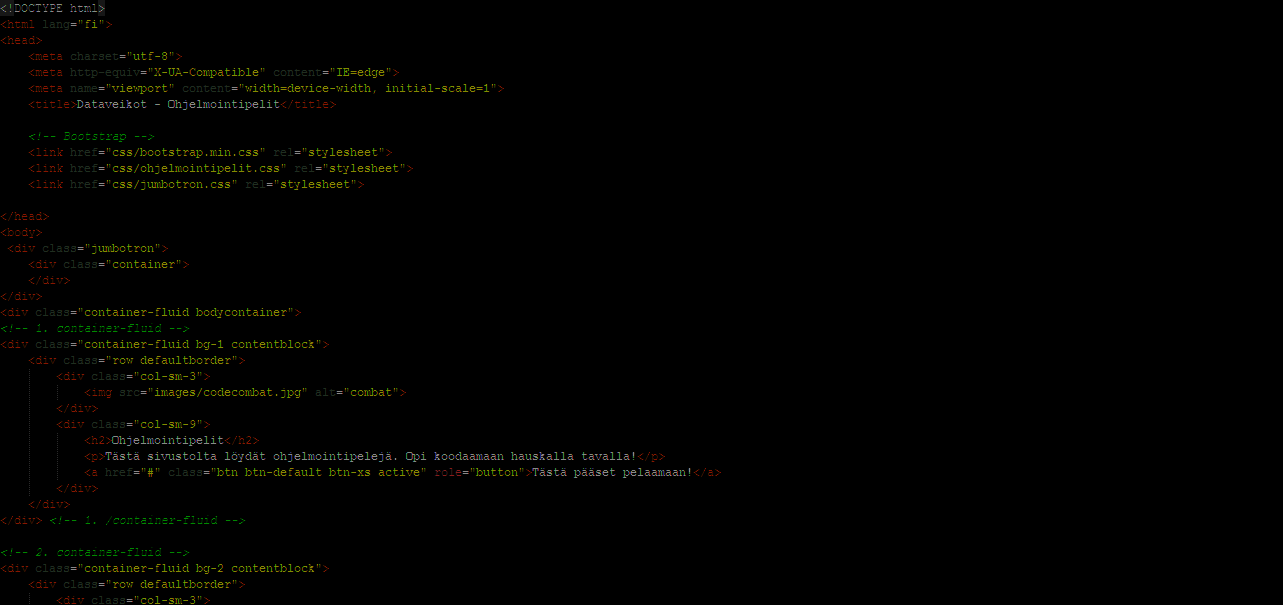 <!DOCTYPE html>
<html lang="fi">
<head>
    <meta charset="utf-8">
    <meta http-equiv="X-UA-Compatible" content="IE=edge">
    <meta name="viewport" content="width=device-width, initial-scale=1">
    <title>Dataveikot - Ohjelmointipelit</title>

    <!-- Bootstrap -->
    <link href="css/bootstrap.min.css" rel="stylesheet">
    <link href="css/ohjelmointipelit.css" rel="stylesheet">
    <link href="css/jumbotron.css" rel="stylesheet">

</head>
<body>
 <div class="jumbotron">
    <div class="container">
    </div>
</div>
<div class="container-fluid bodycontainer">
<!-- 1. container-fluid -->
<div class="container-fluid bg-1 contentblock">
    <div class="row defaultborder">
        <div class="col-sm-3">
            <img src="images/codecombat.jpg" alt="combat">
        </div>
        <div class="col-sm-9">
            <h2>Ohjelmointipelit</h2>
            <p>Tästä sivustolta löydät ohjelmointipelejä. Opi koodaamaan hauskalla tavalla!</p>
            <a href="#" class="btn btn-default btn-xs active" role="button">Tästä pääset pelaamaan!</a>
        </div>
    </div>
</div> <!-- 1. /container-fluid -->

<!-- 2. container-fluid -->
<div class="container-fluid bg-2 contentblock">
    <div class="row defaultborder">
        <div class="col-sm-3">